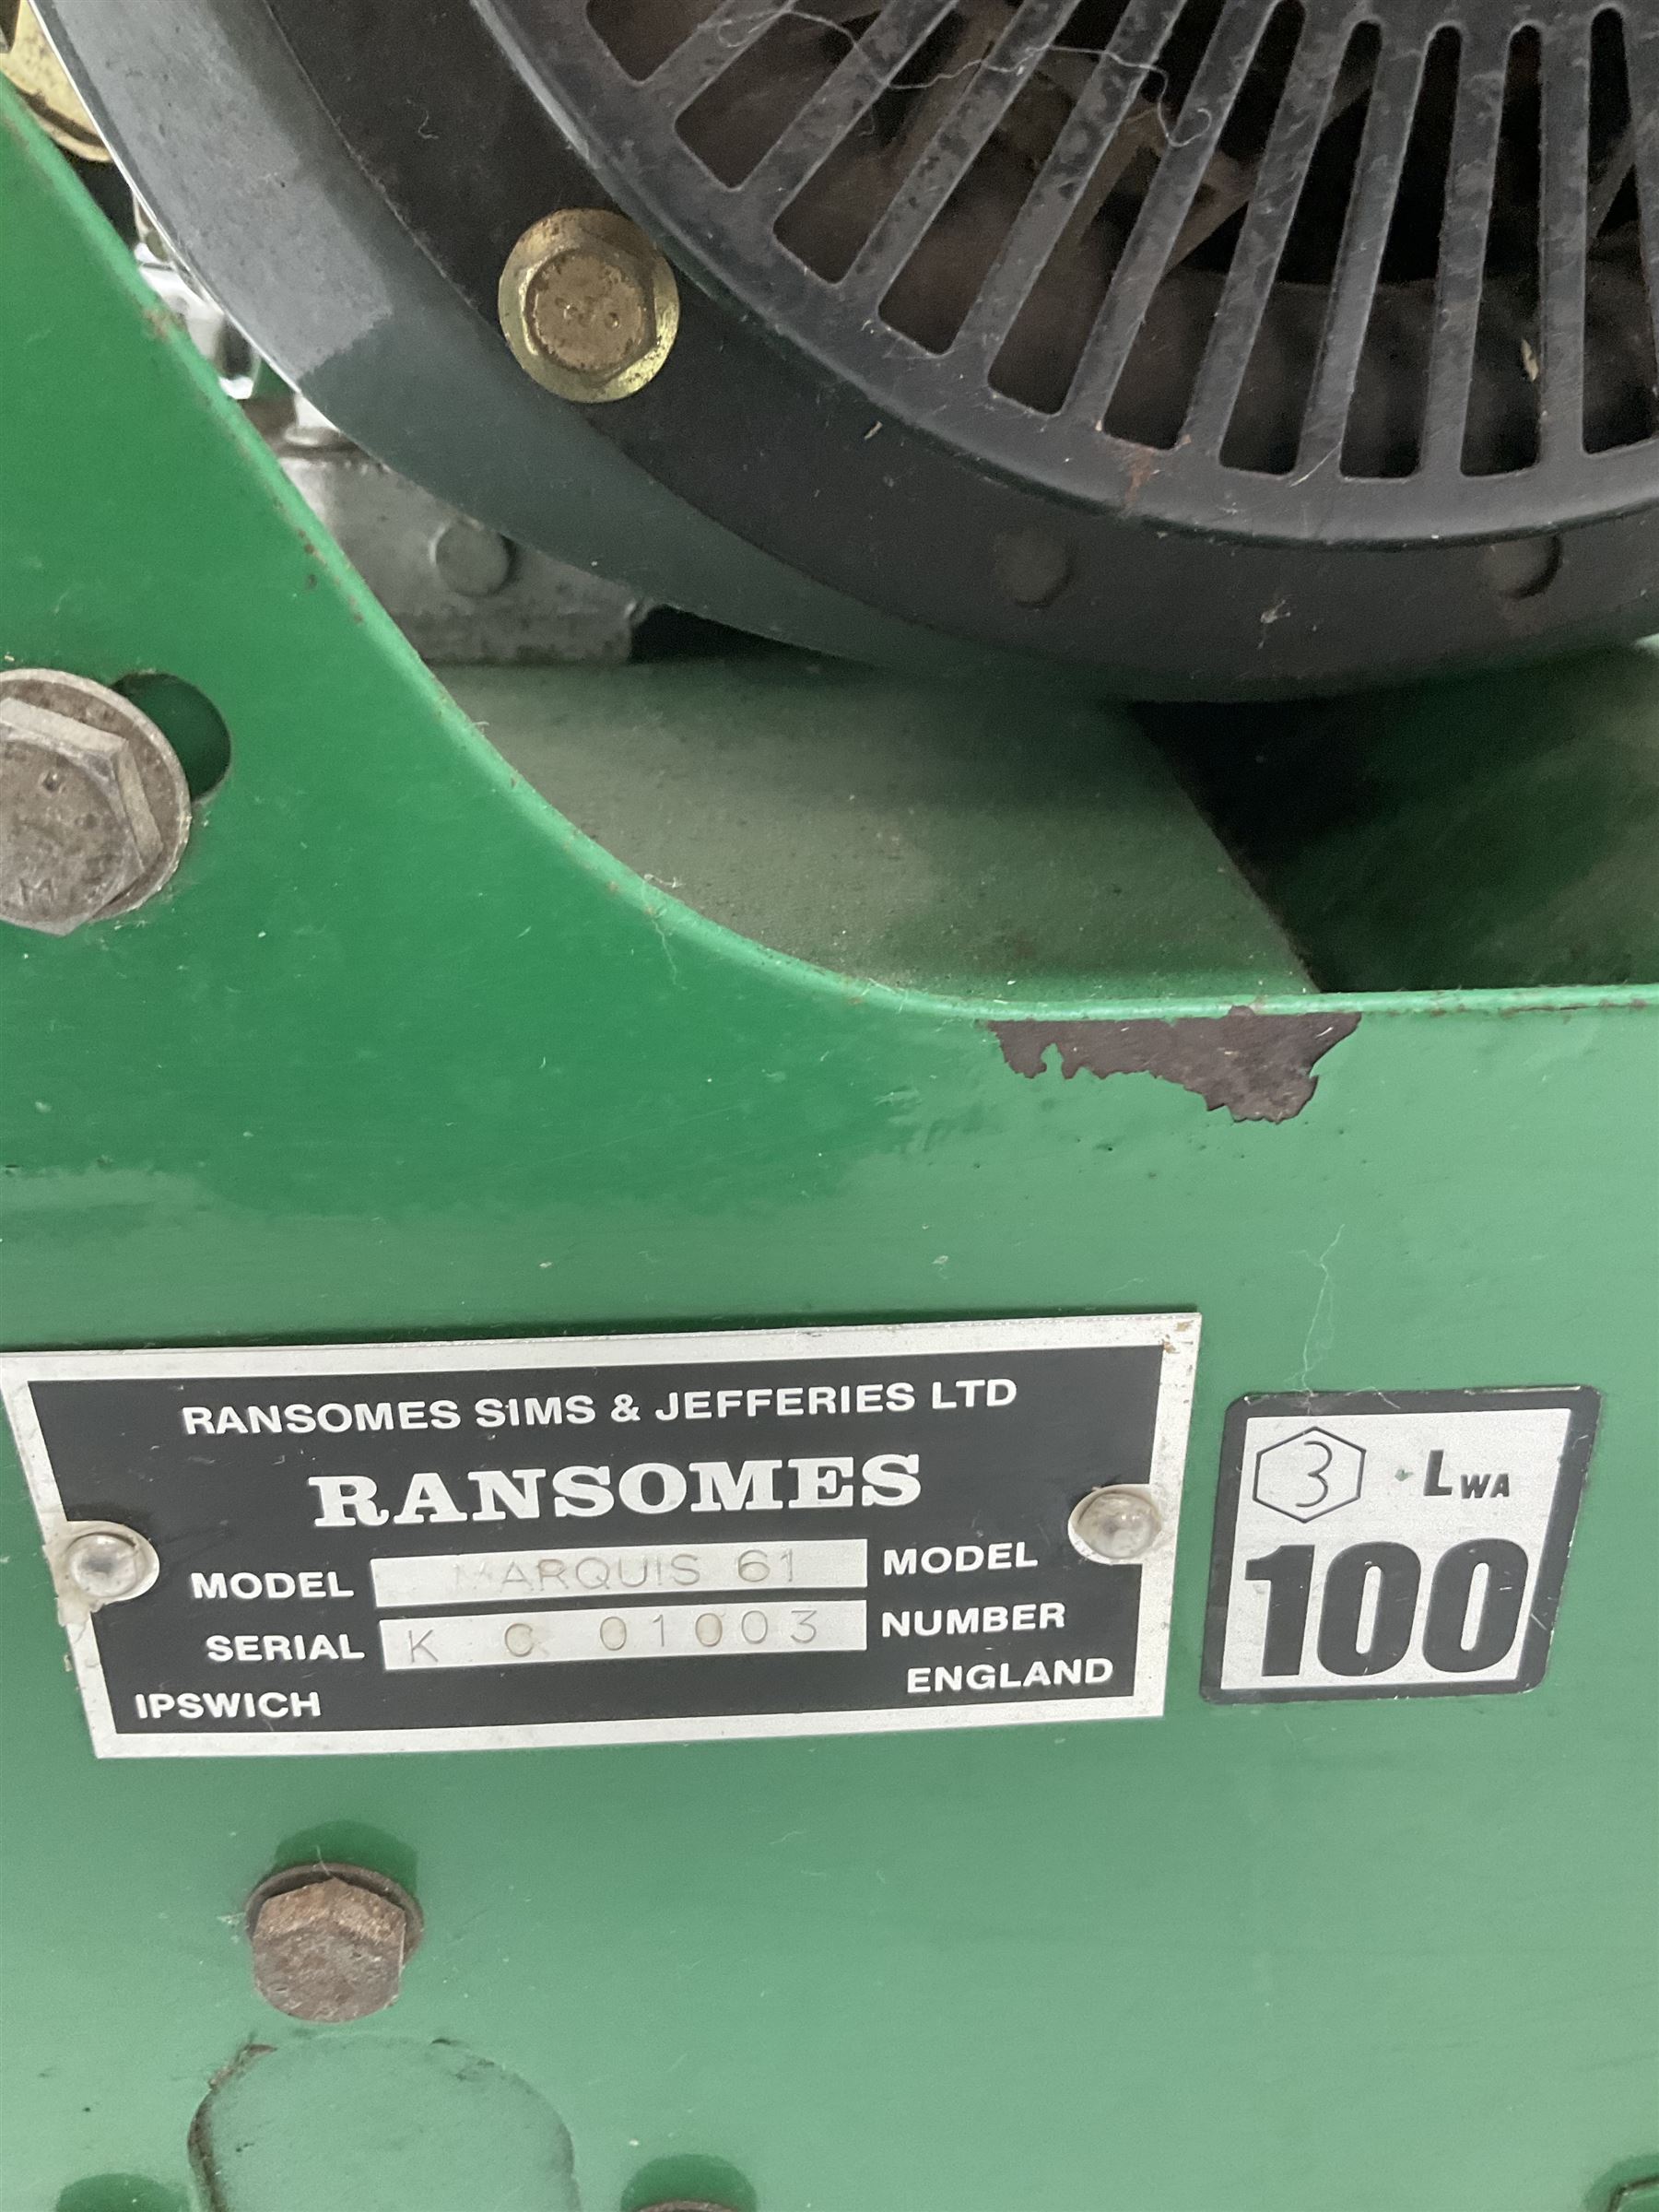 RANSOMES SIMS & JEFFERIES LTD
RANSOMES
MODEL MARQUIS 61 MODEL
SERIAL K C 01003 NUMBER
IPSWICH ENGLAND
3 LWA
100